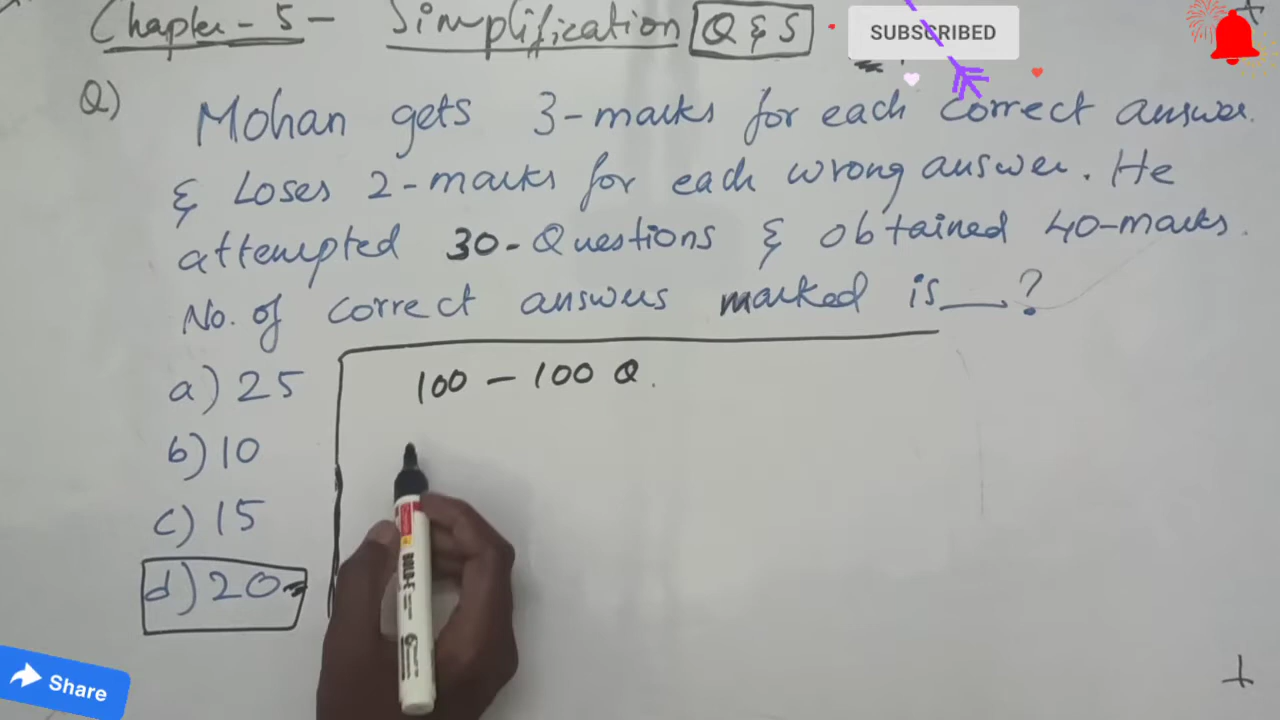 Chapter - 5 - Simplification Q & S
SUBSCRIBED
Q) Mohan gets 3-marks for each correct answer.
& Loses 2-marks for each wrong answer. He
attempted 30-Questions & obtained 40-marks.
No. of correct answers marked is __ ?
a) 25
b) 10
c) 15
d) 20
100 - 100 Q.
BOLD-E
Share